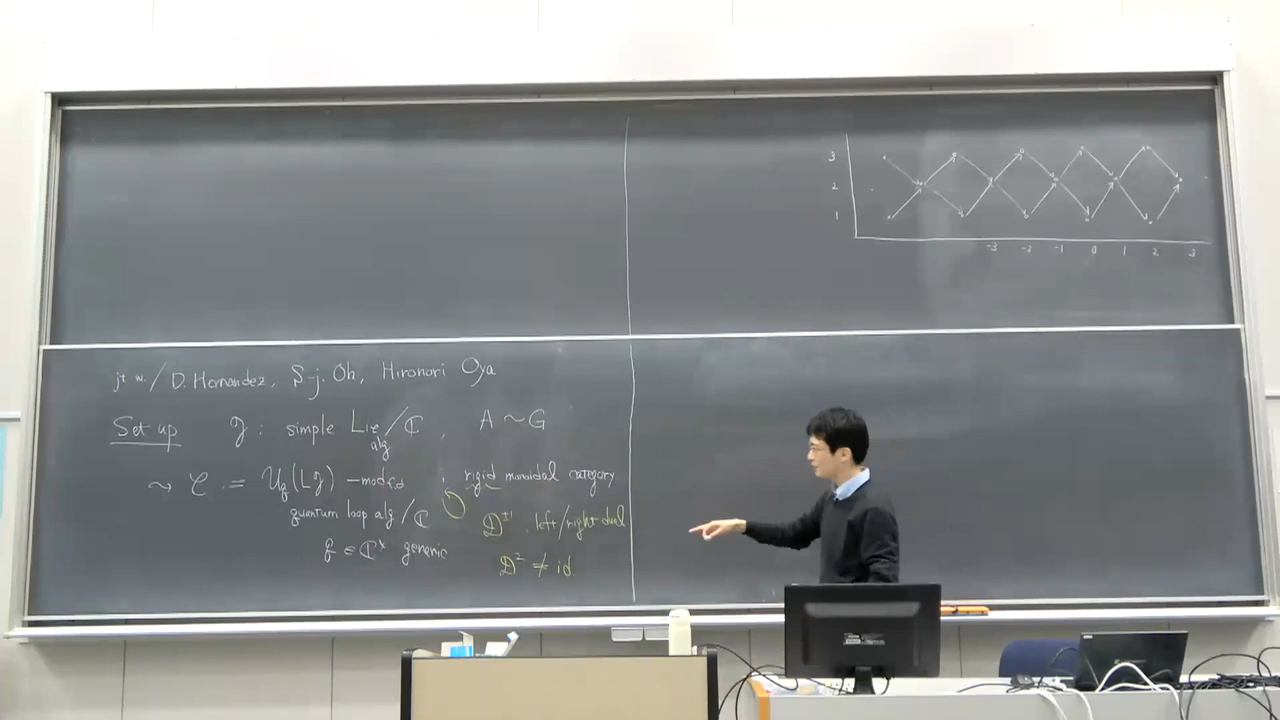 jt w./ D. Hernandez, S-j. Oh, Hironori Oya
Set up 𝔤 : simple Lie alg /ℂ , A ~ G
⇝ 𝒞 := U_q(L𝔤) -mod_{f.d} ; rigid monoidal category
quantum loop alg /ℂ
q ∈ ℂ^× generic
𝔇^{±1} : left/right dual
𝔇² ≠ id.
3
2
1
-3 -2 -1 0 1 2 3